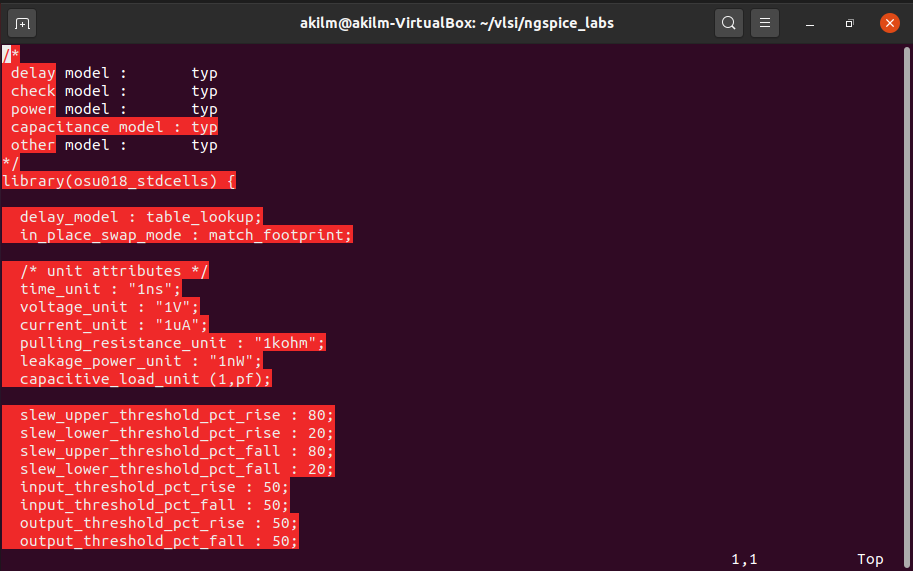 akilm@akilm-VirtualBox: ~/vlsi/ngspice_labs
/*
 delay model :       typ
 check model :       typ
 power model :       typ
 capacitance model : typ
 other model :       typ
*/
library(osu018_stdcells) {

  delay_model : table_lookup;
  in_place_swap_mode : match_footprint;

  /* unit attributes */
  time_unit : "1ns";
  voltage_unit : "1V";
  current_unit : "1uA";
  pulling_resistance_unit : "1kohm";
  leakage_power_unit : "1nW";
  capacitive_load_unit (1,pf);

  slew_upper_threshold_pct_rise : 80;
  slew_lower_threshold_pct_rise : 20;
  slew_upper_threshold_pct_fall : 80;
  slew_lower_threshold_pct_fall : 20;
  input_threshold_pct_rise : 50;
  input_threshold_pct_fall : 50;
  output_threshold_pct_rise : 50;
  output_threshold_pct_fall : 50;
1,1 Top